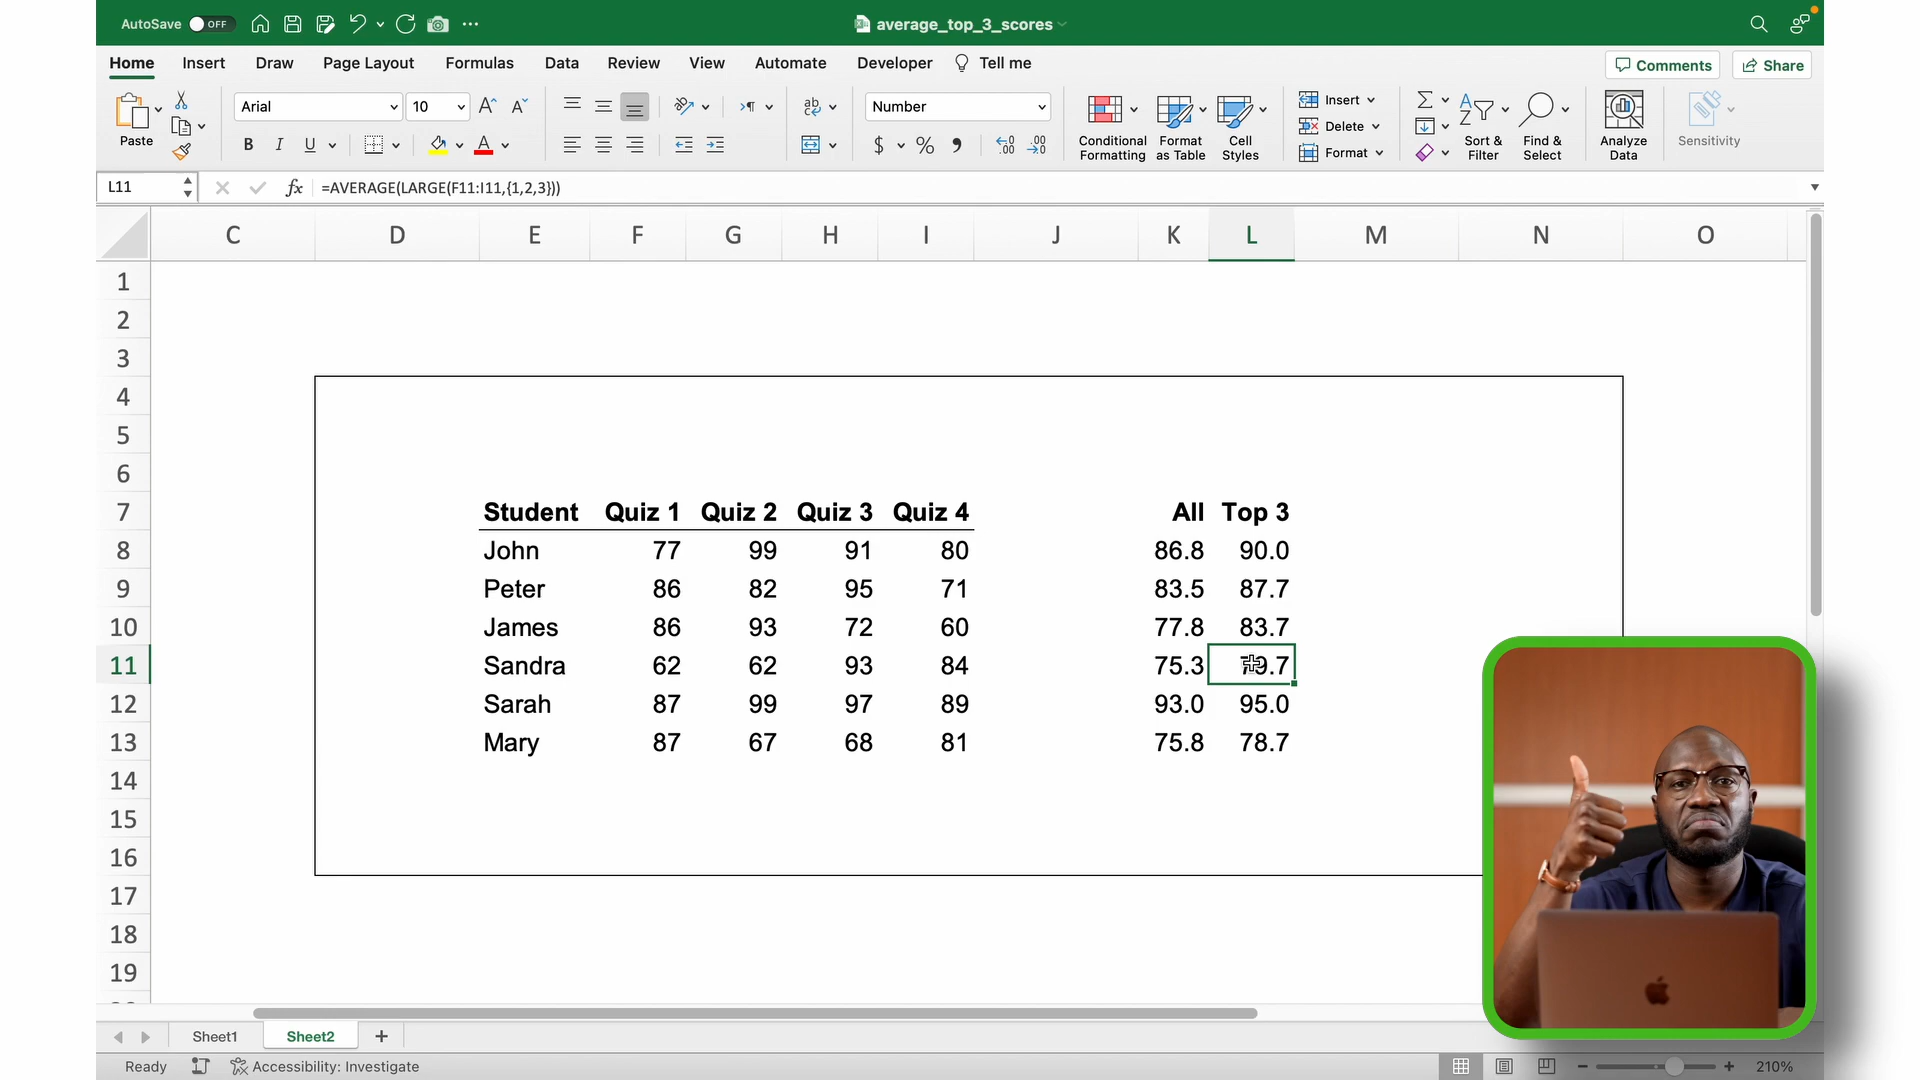 AutoSave OFF
average_top_3_scores
Home Insert Draw Page Layout Formulas Data Review View Automate Developer Tell me
Comments Share
Paste
Arial 10
B I U
A
ab
Number
$ % ,
Conditional Formatting
Format as Table
Cell Styles
Insert
Delete
Format
Sort & Filter
Find & Select
Analyze Data
Sensitivity
L11 fx =AVERAGE(LARGE(F11:I11,{1,2,3}))
C D E F G H I J K L M N O
1
2
3
4
5
6
7 Student Quiz 1 Quiz 2 Quiz 3 Quiz 4 All Top 3
8 John 77 99 91 80 86.8 90.0
9 Peter 86 82 95 71 83.5 87.7
10 James 86 93 72 60 77.8 83.7
11 Sandra 62 62 93 84 75.3 79.7
12 Sarah 87 99 97 89 93.0 95.0
13 Mary 87 67 68 81 75.8 78.7
14
15
16
17
18
19
Sheet1 Sheet2
Ready Accessibility: Investigate 210%